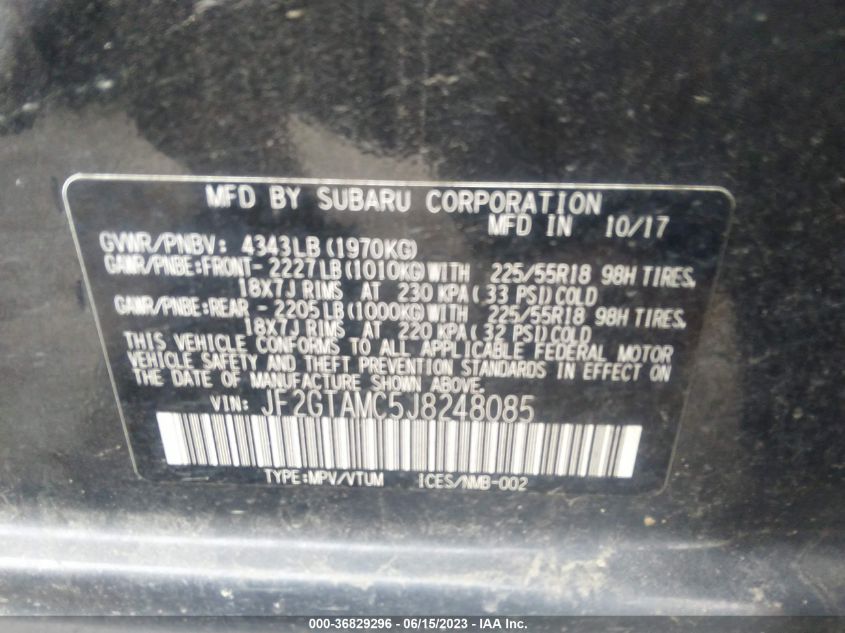 MFD BY SUBARU CORPORATION
MFD IN 10/17
GVWR/PNBV: 4343LB (1970KG)
GAWR/PNBE:FRONT-2227LB(1010KG)WITH 225/55R18 98H TIRES,
18X7J RIMS AT 230 KPA(33 PSI)COLD
GAWR/PNBE:REAR -2205LB(1000KG)WITH 225/55R18 98H TIRES,
18X7J RIMS AT 220 KPA(32 PSI)COLD
THIS VEHICLE CONFORMS TO ALL APPLICABLE FEDERAL MOTOR
VEHICLE SAFETY AND THEFT PREVENTION STANDARDS IN EFFECT ON
THE DATE OF MANUFACTURE SHOWN ABOVE.
VIN: JF2GTAMC5J8248085
TYPE:MPV/VTUM ICES/NMB-002
000-36829296 - 06/15/2023 - IAA Inc.